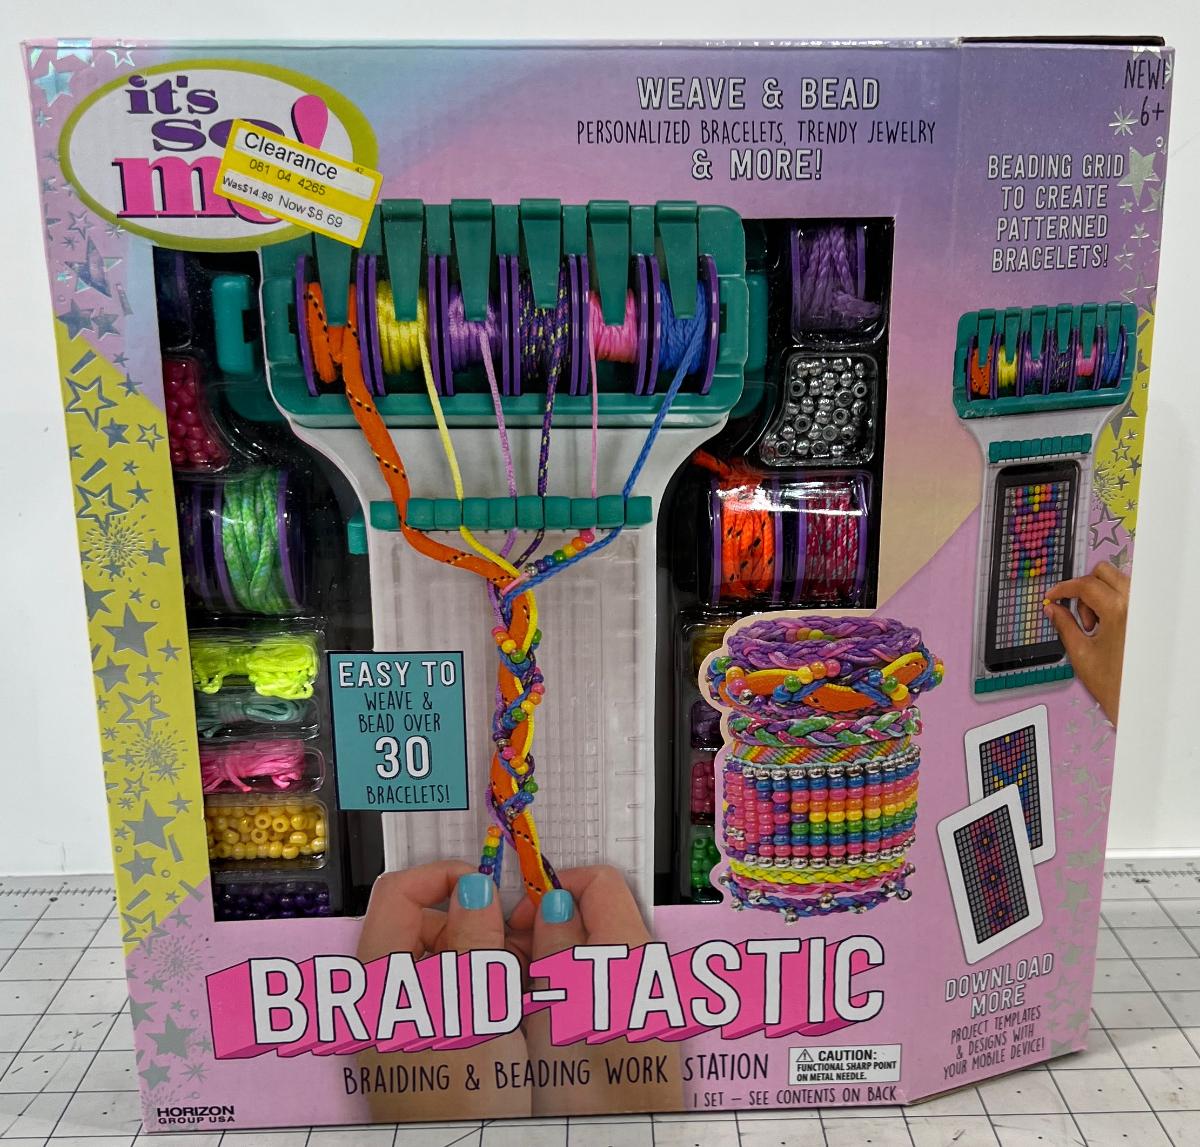 it's
so
me!
Clearance
42
081 04 4265
Was$14.99 Now $8.69
WEAVE & BEAD
PERSONALIZED BRACELETS, TRENDY JEWELRY
& MORE!
NEW!
6+
BEADING GRID
TO CREATE
PATTERNED
BRACELETS!
EASY TO
WEAVE &
BEAD OVER
30
BRACELETS!
BRAID-TASTIC
BRAIDING & BEADING WORK STATION
CAUTION:
FUNCTIONAL SHARP POINT
ON METAL NEEDLE.
1 SET – SEE CONTENTS ON BACK
HORIZON
GROUP USA
DOWNLOAD
MORE
PROJECT TEMPLATES
& DESIGNS WITH
YOUR MOBILE DEVICE!